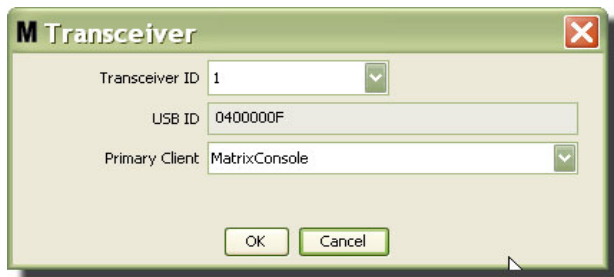 M Transceiver
Transceiver ID 1
USB ID 0400000F
Primary Client MatrixConsole
OK Cancel